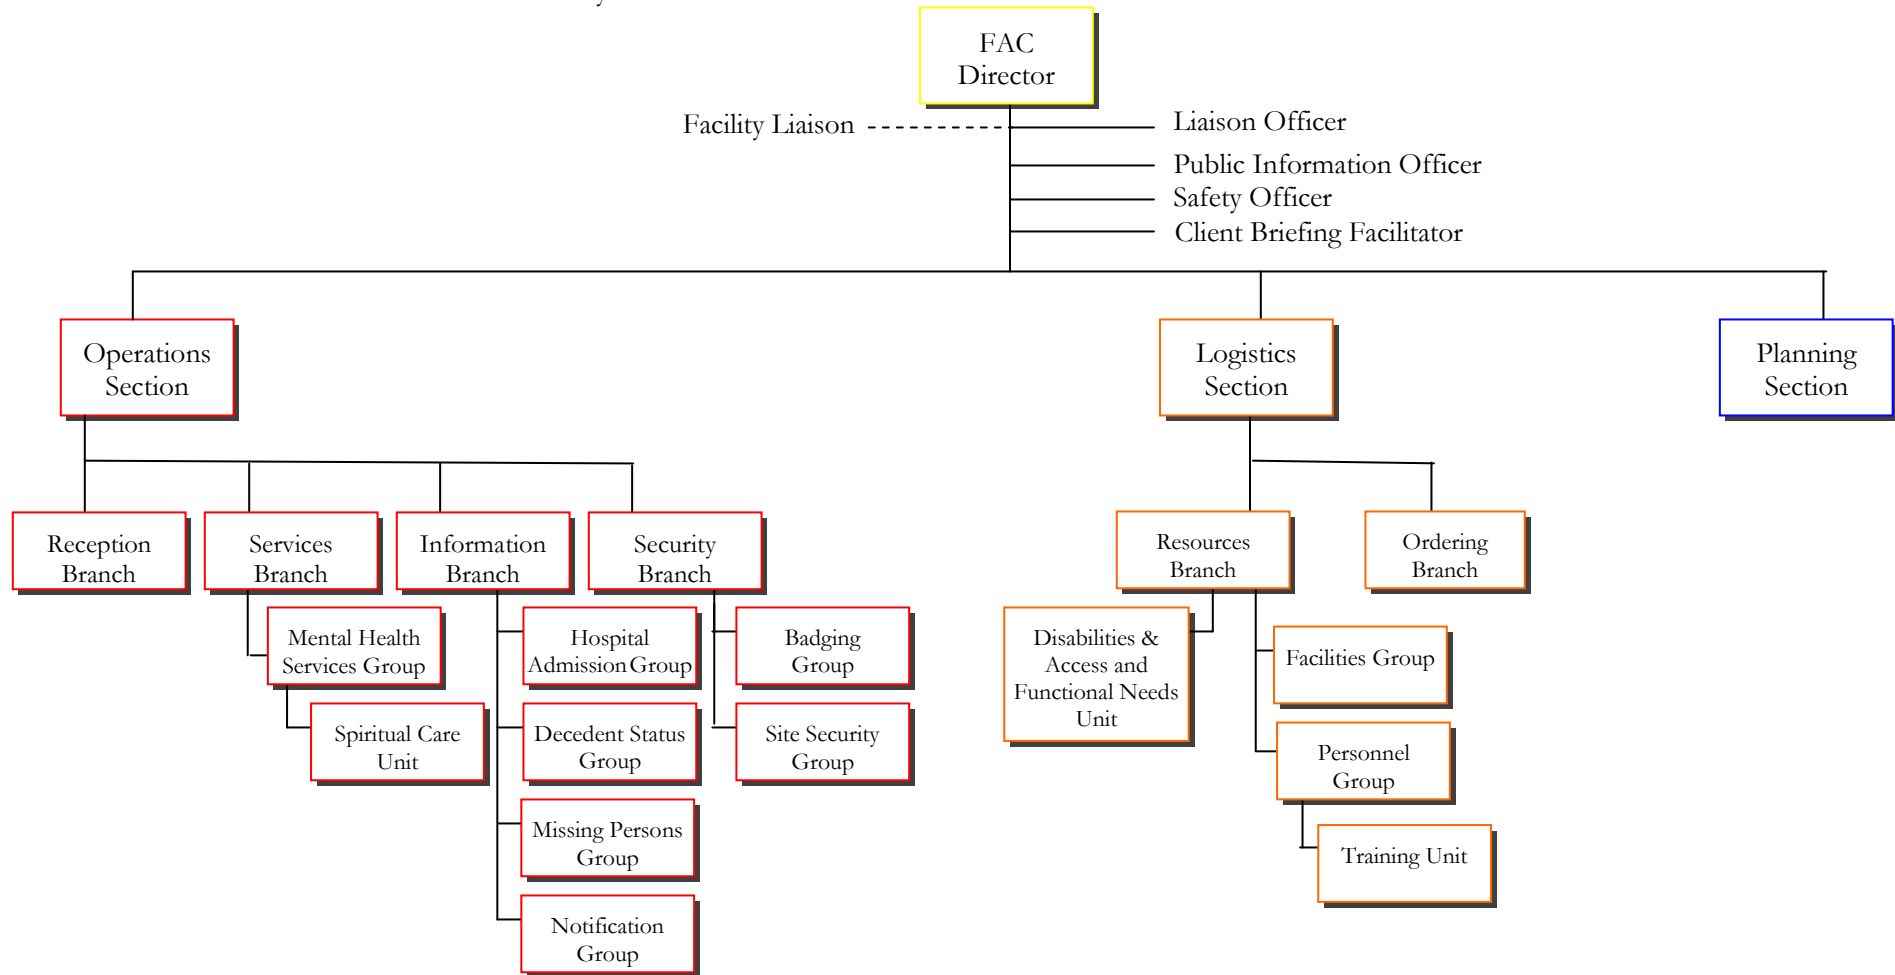 FAC
Director
Facility Liaison
Liaison Officer
Public Information Officer
Safety Officer
Client Briefing Facilitator
Operations
Section
Logistics
Section
Planning
Section
Reception
Branch
Services
Branch
Information
Branch
Security
Branch
Resources
Branch
Ordering
Branch
Mental Health
Services Group
Spiritual Care
Unit
Hospital
Admission Group
Decedent Status
Group
Missing Persons
Group
Notification
Group
Badging
Group
Site Security
Group
Disabilities &
Access and
Functional Needs
Unit
Facilities Group
Personnel
Group
Training Unit